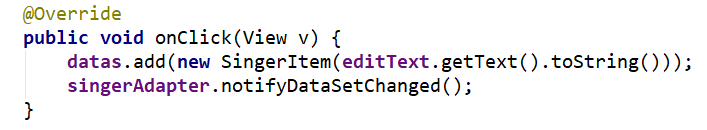 @Override
public void onClick(View v) {
    datas.add(new SingerItem(editText.getText().toString()));
    singerAdapter.notifyDataSetChanged();
}